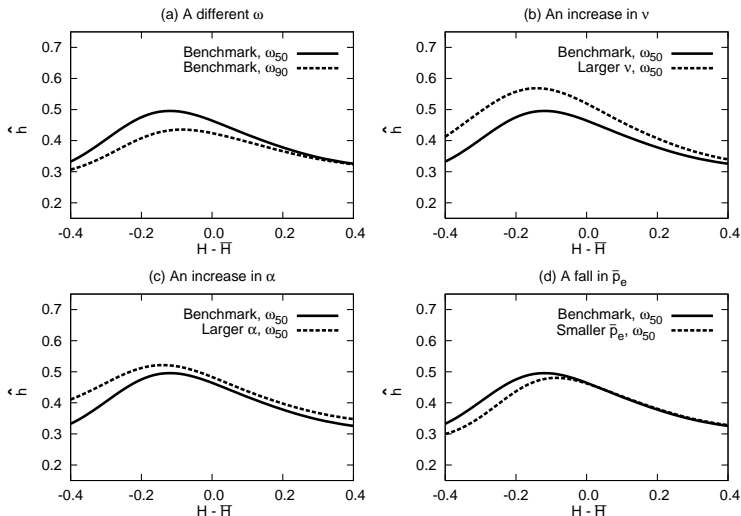 (a) A different ω
Benchmark, ω50
Benchmark, ω90
0.7
0.6
0.5
0.4
0.3
0.2
ĥ
-0.4 -0.2 0.0 0.2 0.4
H - H̅
(b) An increase in ν
Benchmark, ω50
Larger ν, ω50
0.7
0.6
0.5
0.4
0.3
0.2
ĥ
-0.4 -0.2 0.0 0.2 0.4
H - H̅
(c) An increase in α
Benchmark, ω50
Larger α, ω50
0.7
0.6
0.5
0.4
0.3
0.2
ĥ
-0.4 -0.2 0.0 0.2 0.4
H - H̅
(d) A fall in p̅e
Benchmark, ω50
Smaller p̅e, ω50
0.7
0.6
0.5
0.4
0.3
0.2
ĥ
-0.4 -0.2 0.0 0.2 0.4
H - H̅